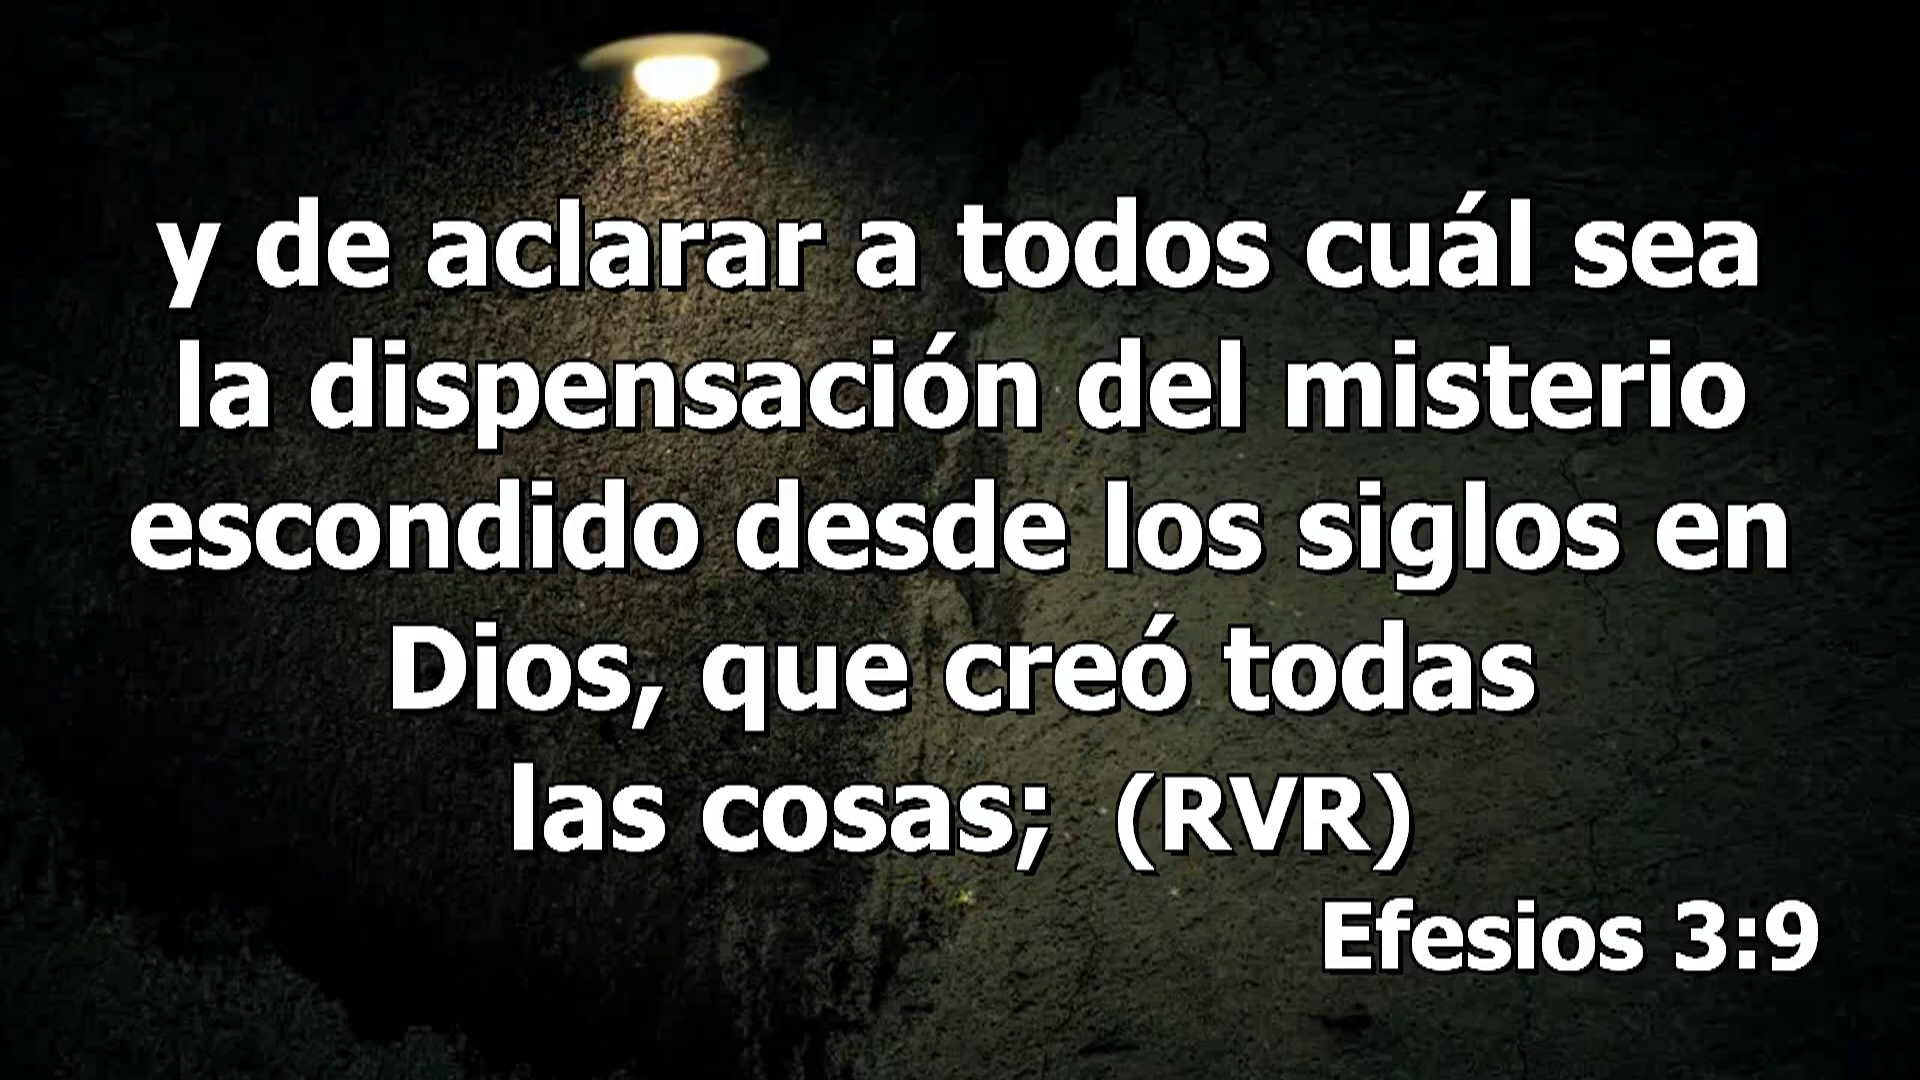 y de aclarar a todos cuál sea
la dispensación del misterio
escondido desde los siglos en
Dios, que creó todas
las cosas; (RVR)
Efesios 3:9